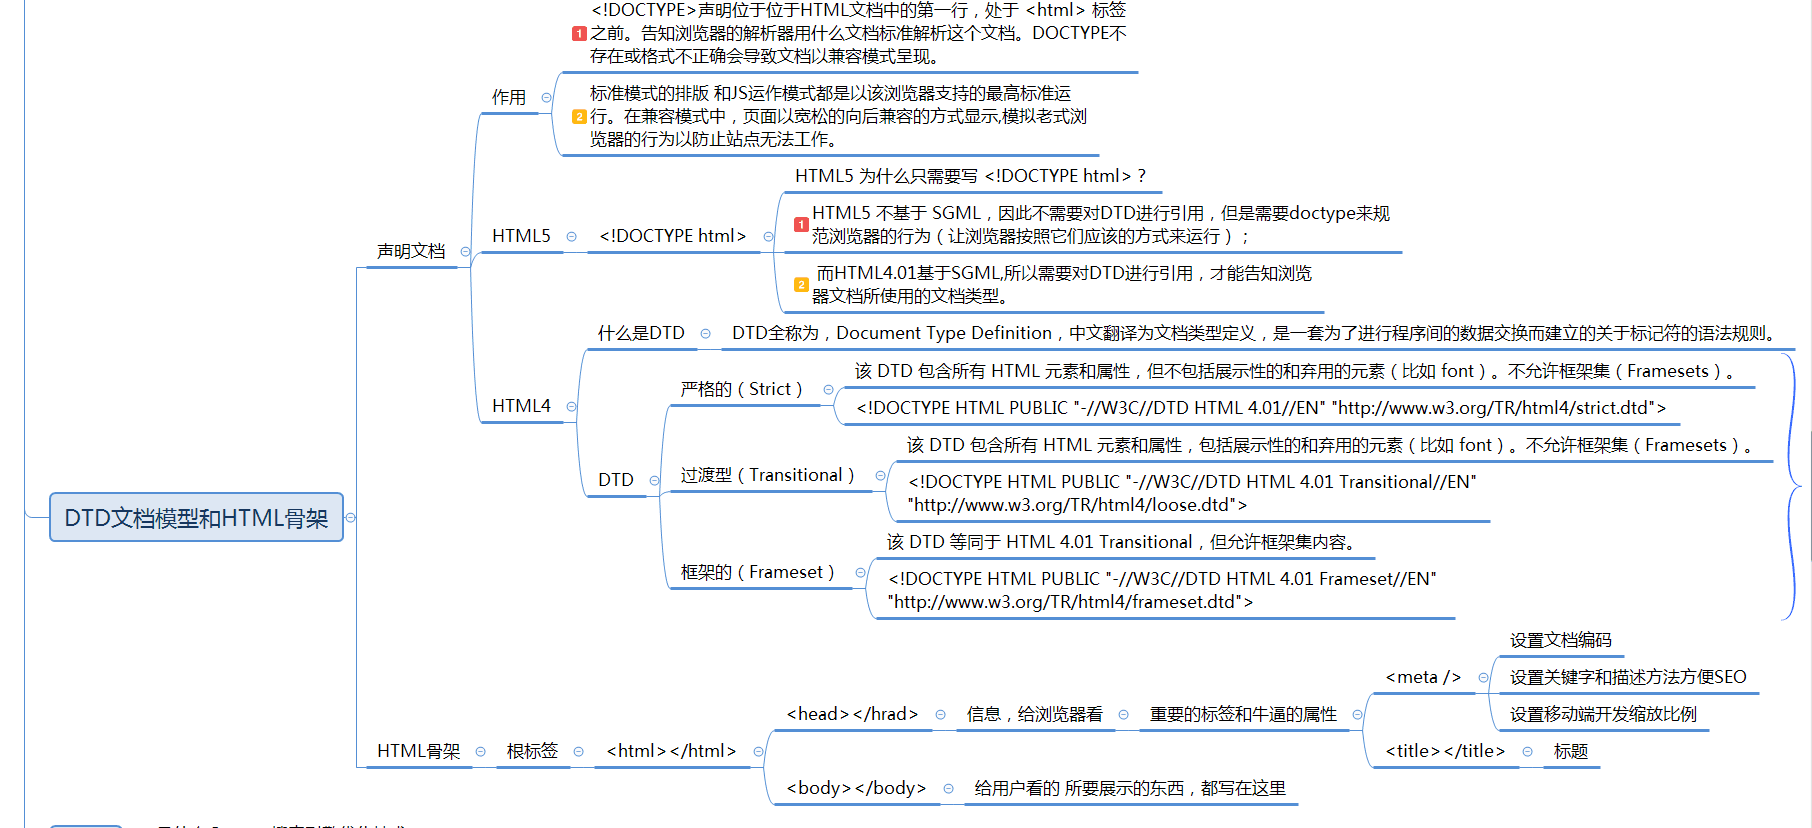 <!DOCTYPE>声明位于位于HTML文档中的第一行，处于 <html> 标签
1
之前。告知浏览器的解析器用什么文档标准解析这个文档。DOCTYPE不
存在或格式不正确会导致文档以兼容模式呈现。
作用
标准模式的排版 和JS运作模式都是以该浏览器支持的最高标准运
2
行。在兼容模式中，页面以宽松的向后兼容的方式显示,模拟老式浏
览器的行为以防止站点无法工作。
声明文档
HTML5
<!DOCTYPE html>
HTML5 为什么只需要写 <!DOCTYPE html>？
1
HTML5 不基于 SGML，因此不需要对DTD进行引用，但是需要doctype来规
范浏览器的行为（让浏览器按照它们应该的方式来运行）；
2
而HTML4.01基于SGML,所以需要对DTD进行引用，才能告知浏览
器文档所使用的文档类型。
HTML4
什么是DTD
DTD全称为，Document Type Definition，中文翻译为文档类型定义，是一套为了进行程序间的数据交换而建立的关于标记符的语法规则。
DTD
严格的（Strict）
该 DTD 包含所有 HTML 元素和属性，但不包括展示性的和弃用的元素（比如 font）。不允许框架集（Framesets）。
<!DOCTYPE HTML PUBLIC "-//W3C//DTD HTML 4.01//EN" "http://www.w3.org/TR/html4/strict.dtd">
过渡型（Transitional）
该 DTD 包含所有 HTML 元素和属性，包括展示性的和弃用的元素（比如 font）。不允许框架集（Framesets）。
<!DOCTYPE HTML PUBLIC "-//W3C//DTD HTML 4.01 Transitional//EN"
"http://www.w3.org/TR/html4/loose.dtd">
框架的（Frameset）
该 DTD 等同于 HTML 4.01 Transitional，但允许框架集内容。
<!DOCTYPE HTML PUBLIC "-//W3C//DTD HTML 4.01 Frameset//EN"
"http://www.w3.org/TR/html4/frameset.dtd">
DTD文档模型和HTML骨架
HTML骨架
根标签
<html></html>
<head></hrad>
信息，给浏览器看
重要的标签和牛逼的属性
<meta />
设置文档编码
设置关键字和描述方法方便SEO
设置移动端开发缩放比例
<title></title>
标题
<body></body>
给用户看的 所要展示的东西，都写在这里